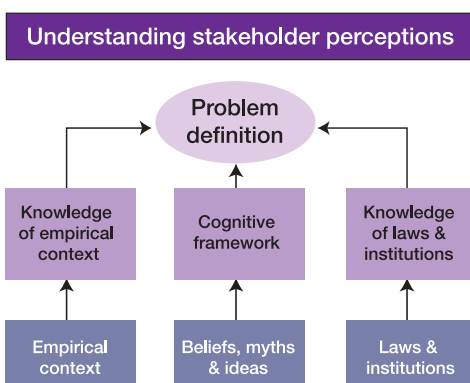 Understanding stakeholder perceptions
Problem
definition
Knowledge
of empirical
context
Cognitive
framework
Knowledge
of laws &
institutions
Empirical
context
Beliefs, myths
& ideas
Laws &
institutions